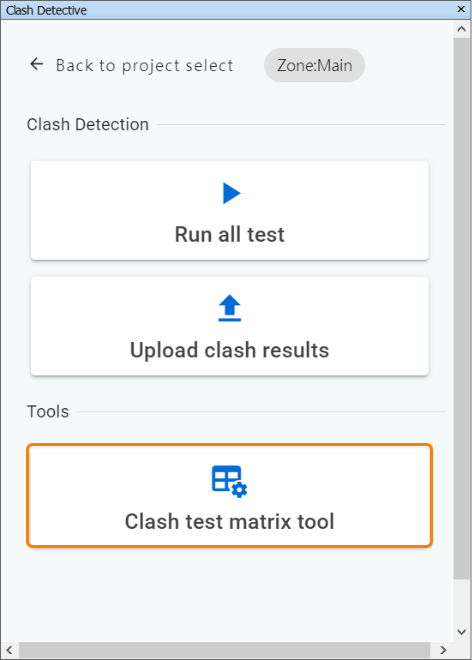 Clash Detective
Back to project select
Zone:Main
Clash Detection
Run all test
Upload clash results
Tools
Clash test matrix tool